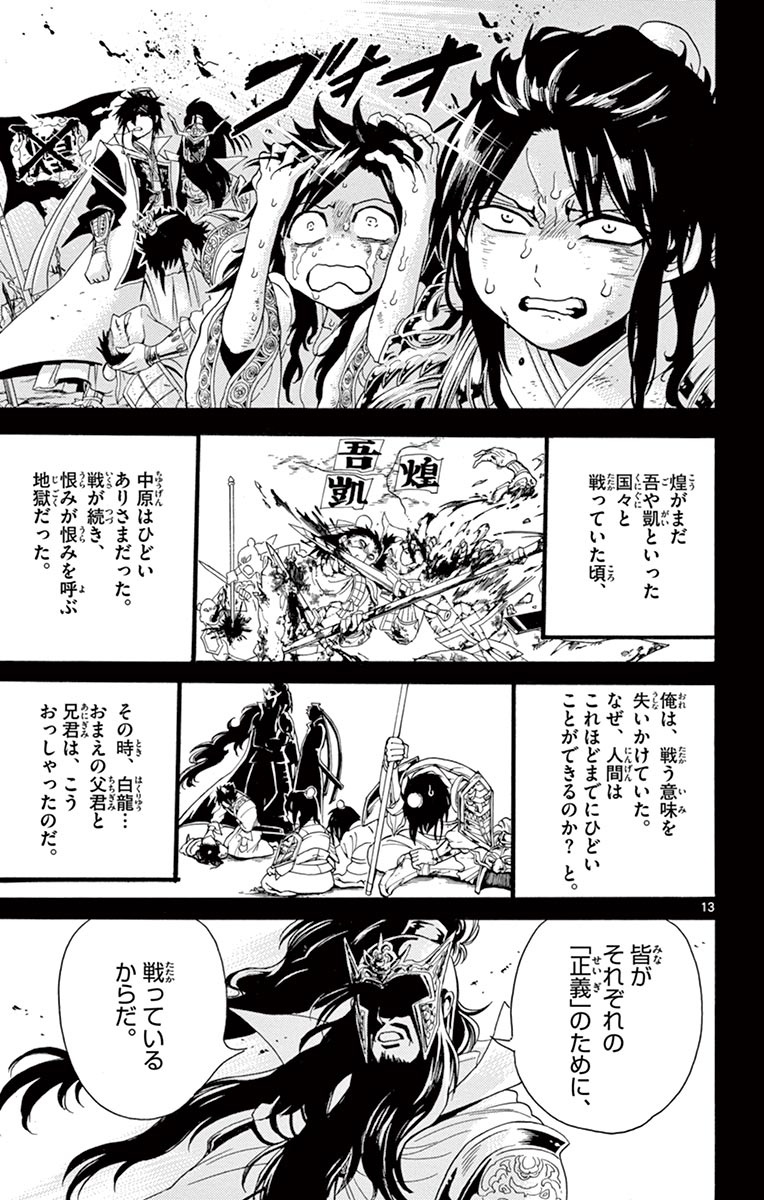 ゴオオ
煌
煌がまだ
吾や凱といった
国々と
戦っていた頃、
吾
凱
煌
中原はひどい
ありさまだった。
戦が続き、
恨みが恨みを呼ぶ
地獄だった。
俺は、戦う意味を
失いかけていた。
なぜ、人間は
これほどまでにひどい
ことができるのか？と。
その時、白龍…
おまえの父君と
兄君は、こう
おっしゃったのだ。
13
皆が
それぞれの
「正義」のために、
戦っている
からだ。